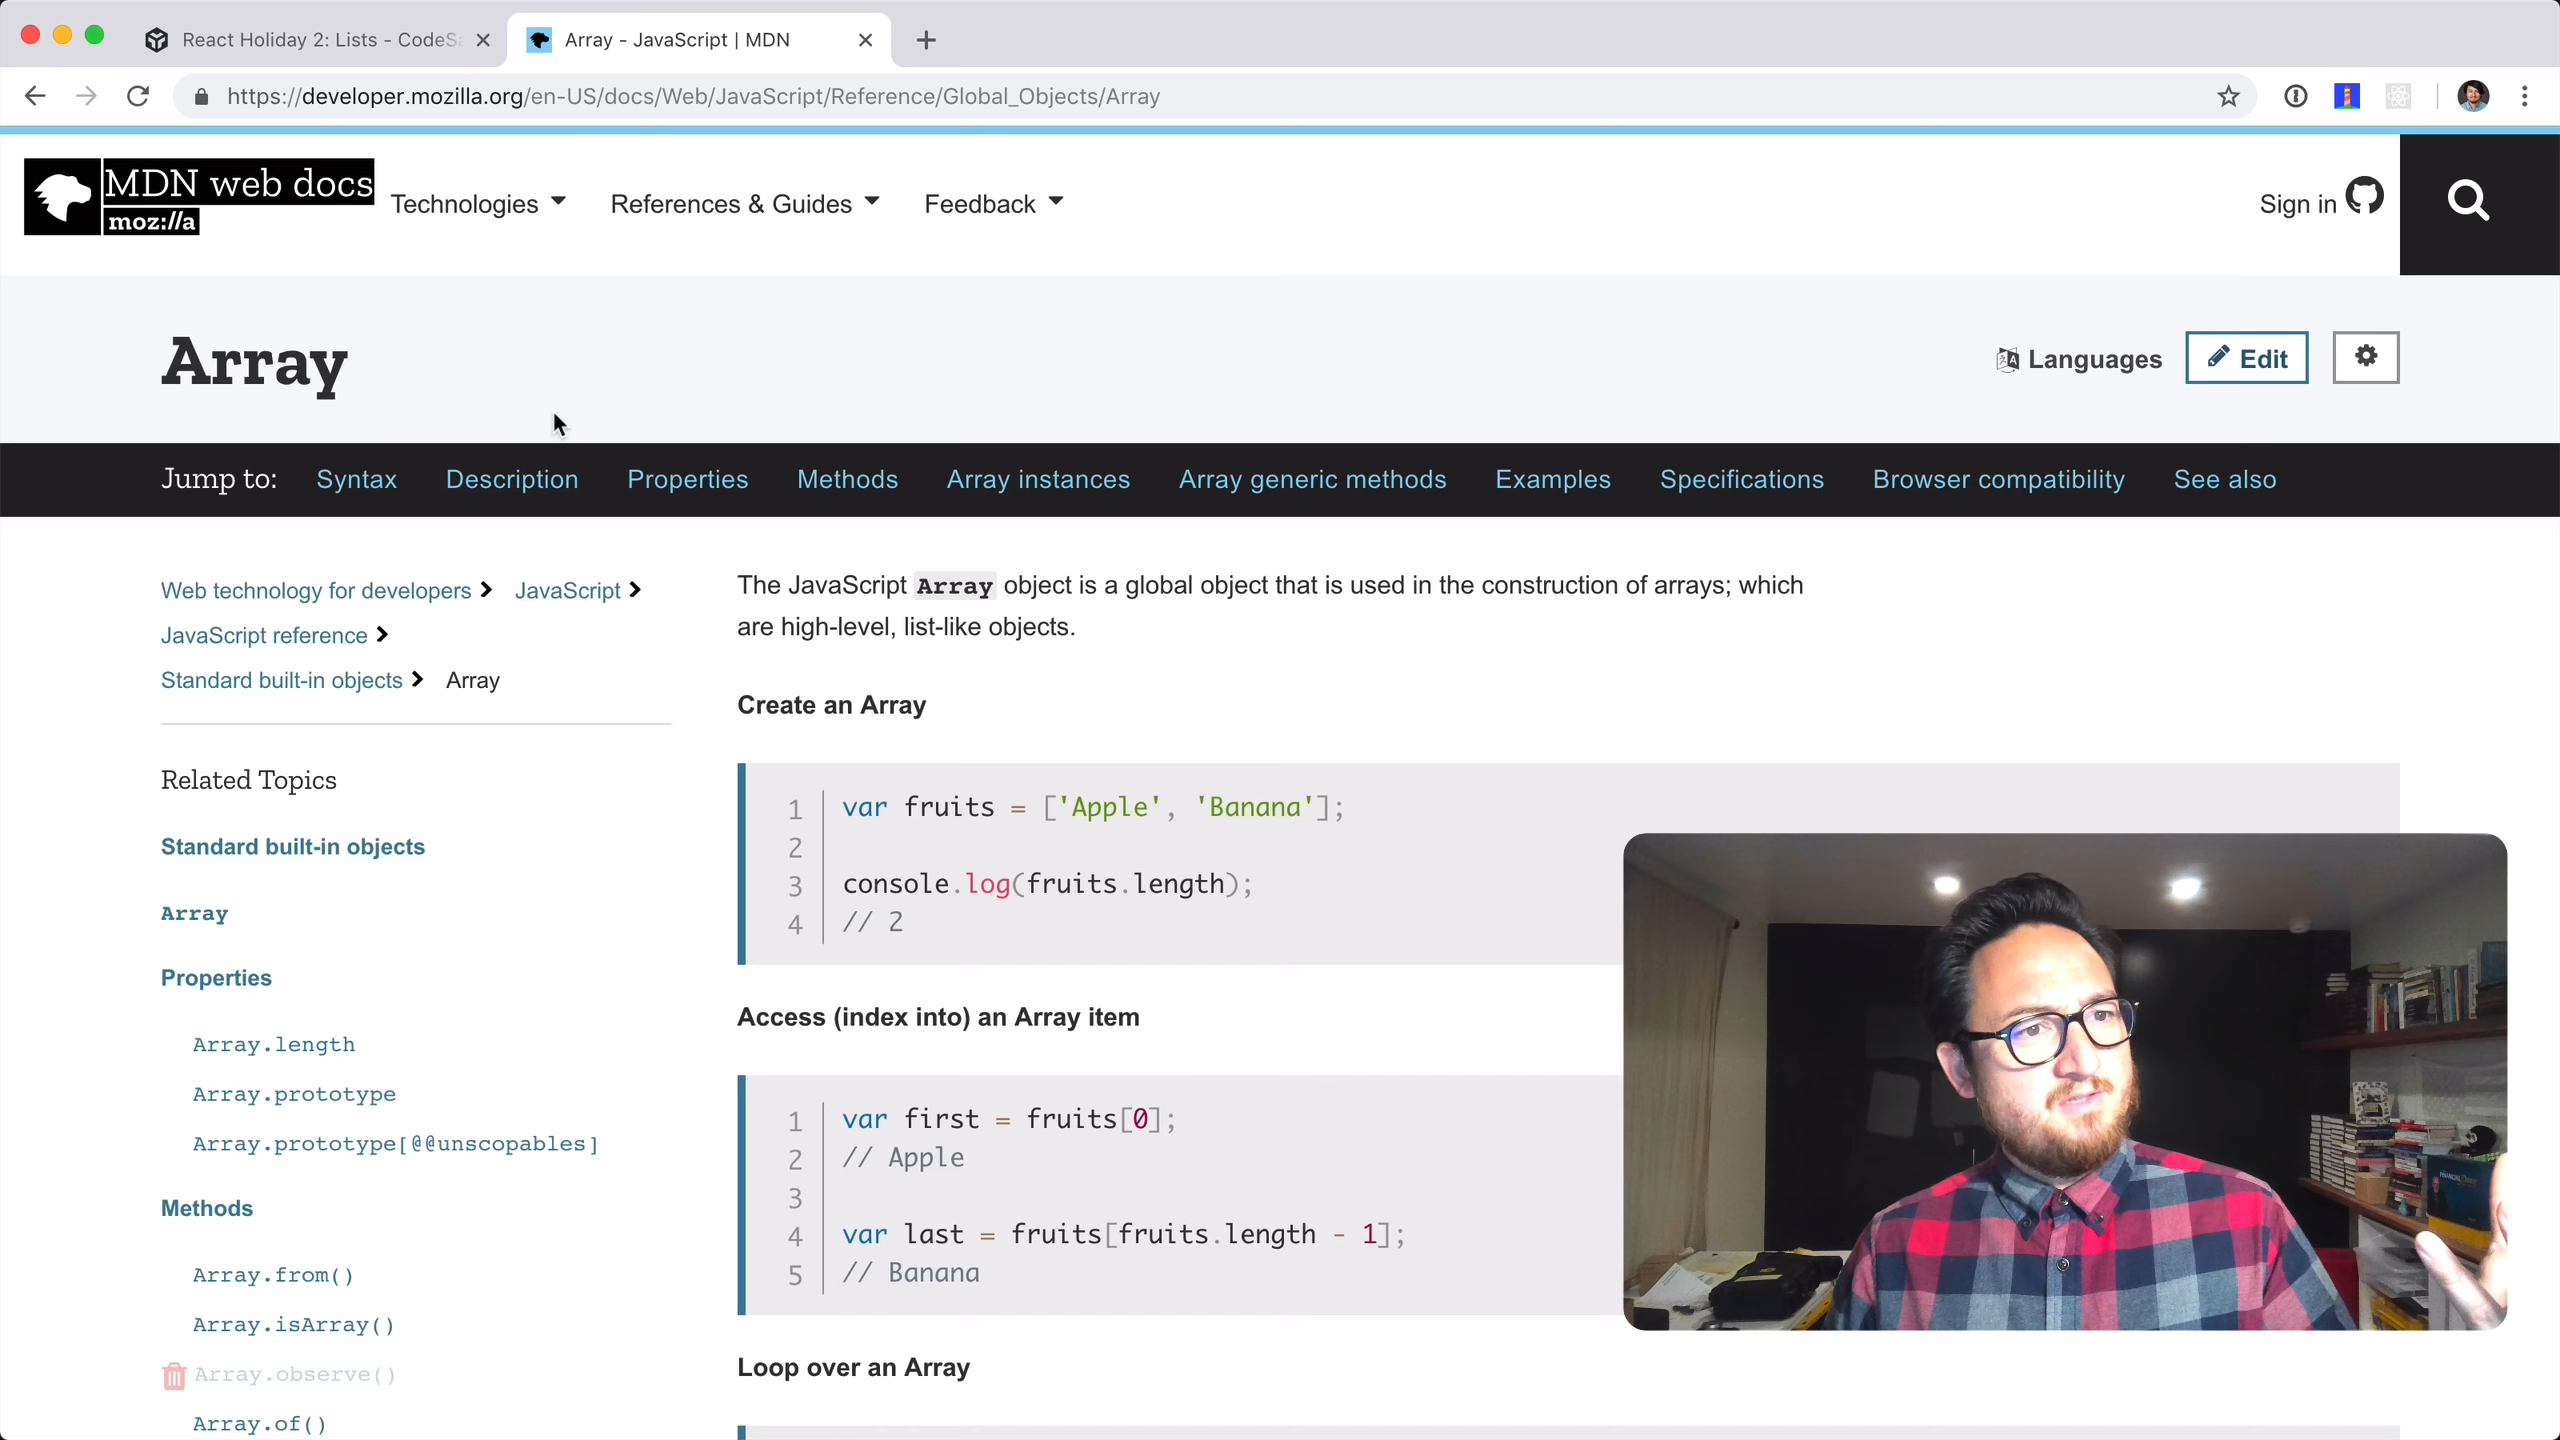 React Holiday 2: Lists - CodeSa
Array - JavaScript | MDN
https://developer.mozilla.org/en-US/docs/Web/JavaScript/Reference/Global_Objects/Array
MDN web docs
moz://a
Technologies
References & Guides
Feedback
Sign in
Array
Languages
Edit
Jump to:
Syntax
Description
Properties
Methods
Array instances
Array generic methods
Examples
Specifications
Browser compatibility
See also
Web technology for developers
JavaScript
JavaScript reference
Standard built-in objects
Array
Related Topics
Standard built-in objects
Array
Properties
Array.length
Array.prototype
Array.prototype[@@unscopables]
Methods
Array.from()
Array.isArray()
Array.observe()
Array.of()
The JavaScript Array object is a global object that is used in the construction of arrays; which
are high-level, list-like objects.
Create an Array
1 var fruits = ['Apple', 'Banana'];
2
3 console.log(fruits.length);
4 // 2
Access (index into) an Array item
1 var first = fruits[0];
2 // Apple
3
4 var last = fruits[fruits.length - 1];
5 // Banana
Loop over an Array